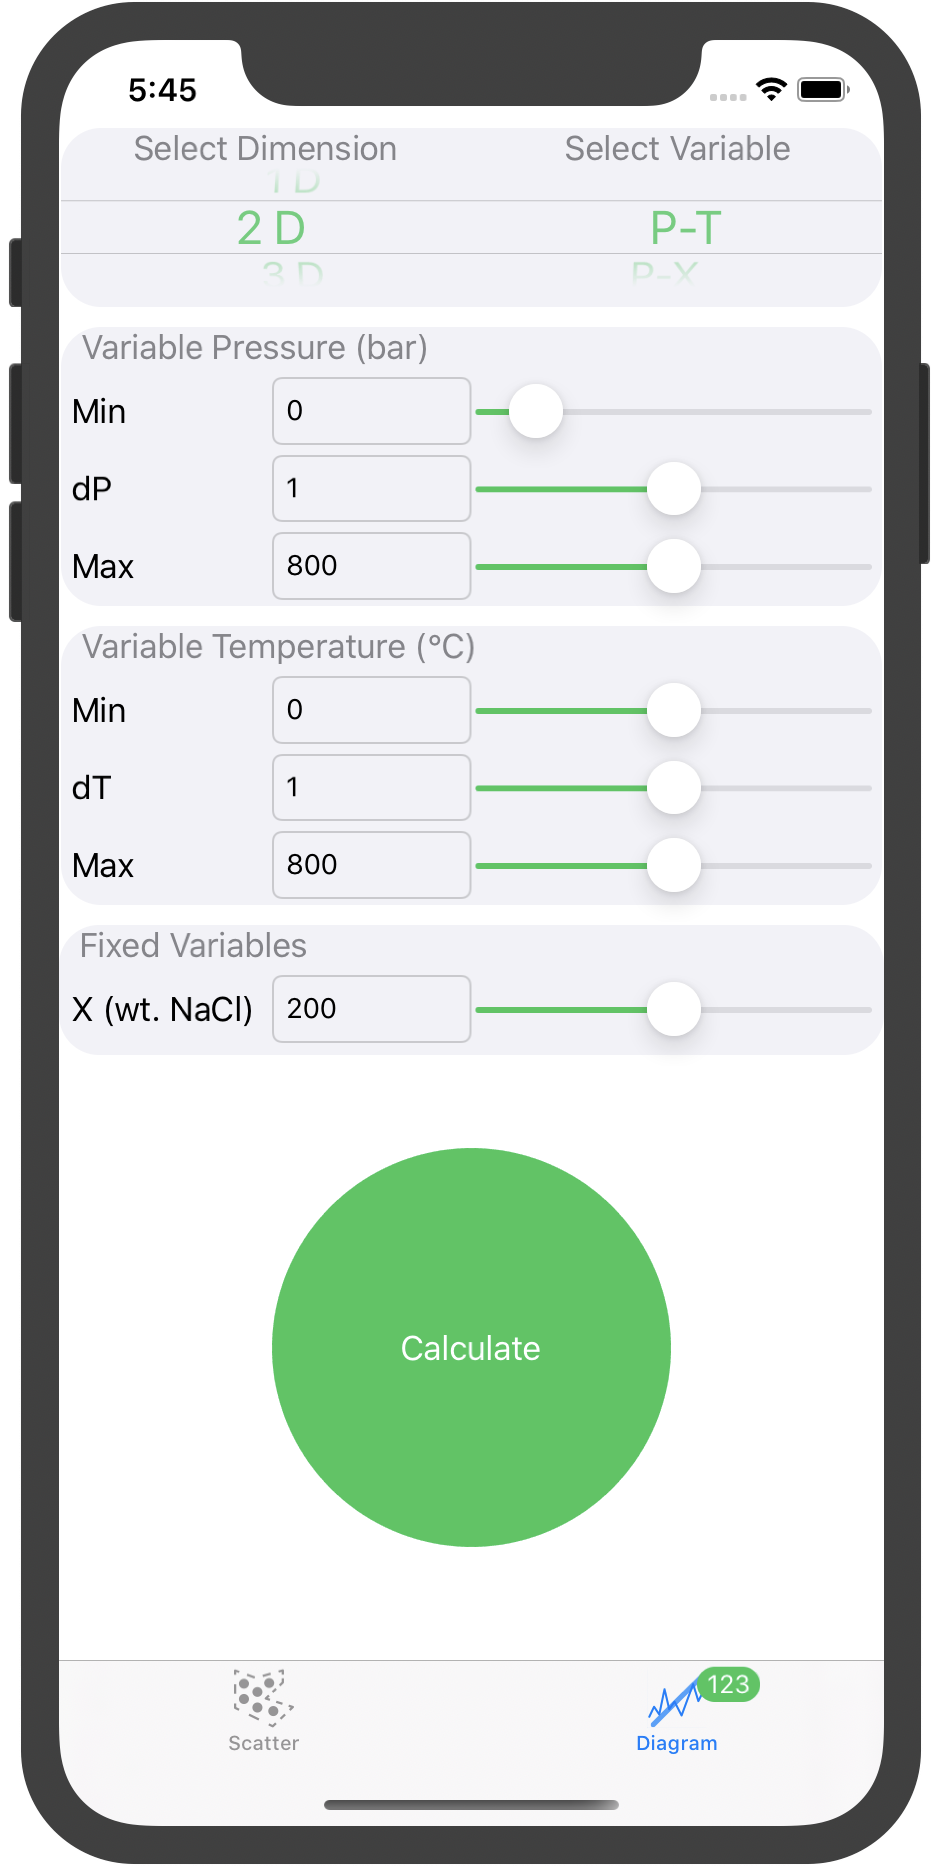 5:45
Select Dimension Select Variable
1 D
2 D P-T
3 D P-X
Variable Pressure (bar)
Min 0
dP 1
Max 800
Variable Temperature (°C)
Min 0
dT 1
Max 800
Fixed Variables
X (wt. NaCl) 200
Calculate
123
Scatter Diagram